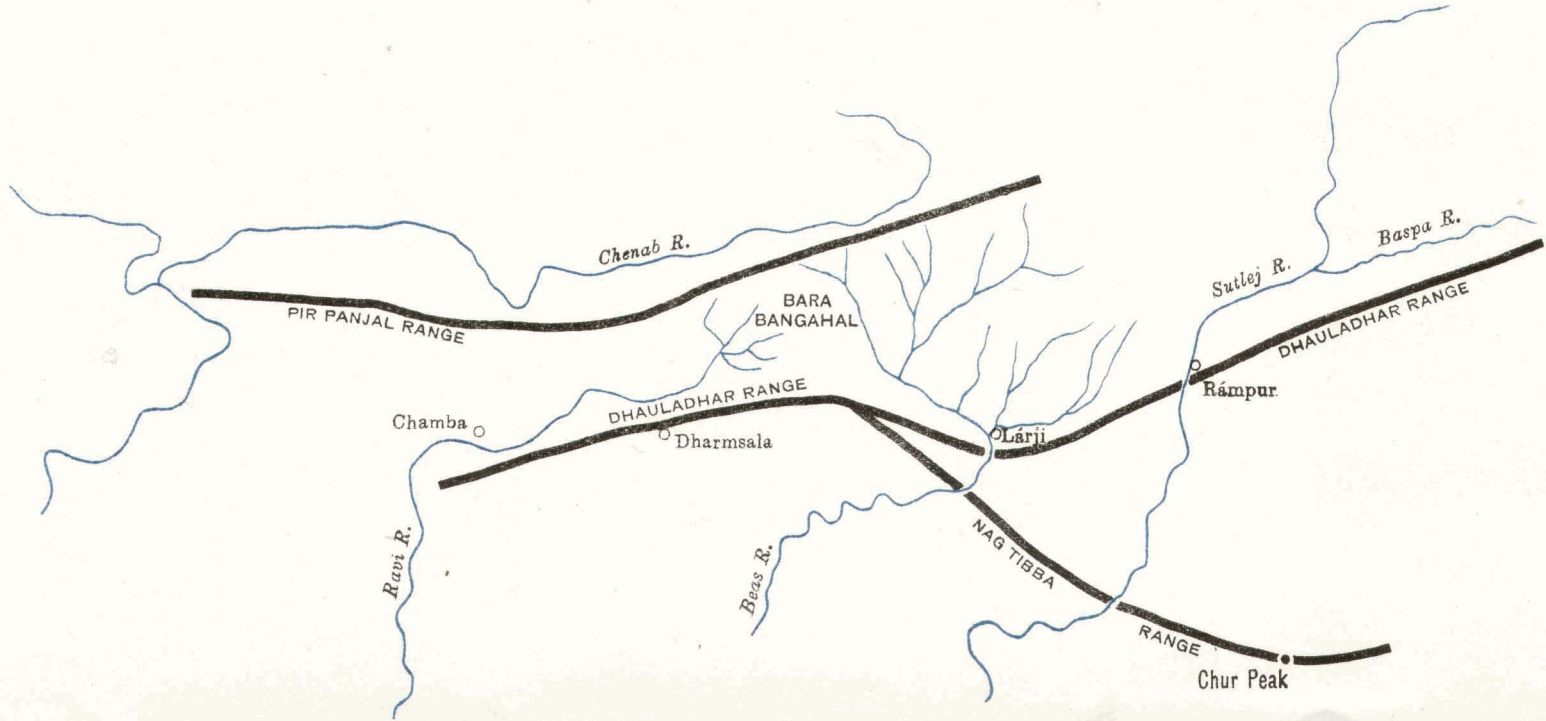 Baspa R.
Chenab R.
Sutlej R.
BARA
BANGAHAL
PIR PANJAL RANGE
DHAULADHAR RANGE
DHAULADHAR RANGE
Rámpur
Chamba
Dharmsala
Lárji
Ravi R.
Beas R.
NAG TIBBA
RANGE
Chur Peak